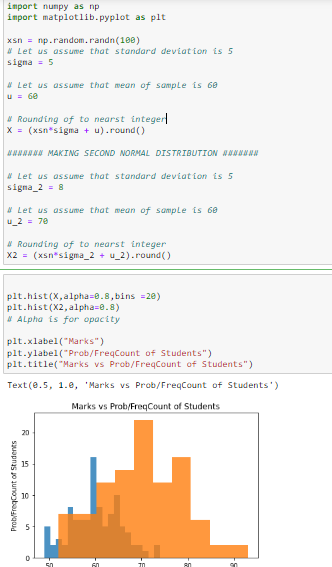 import numpy as np
import matplotlib.pyplot as plt
xsn = np.random.randn(100)
# Let us assume that standard deviation is 5
sigma = 5
# Let us assume that mean of sample is 60
u = 60
# Rounding of to nearst integer
X = (xsn*sigma + u).round()
####### MAKING SECOND NORMAL DISTRIBUTION #######
# Let us assume that standard deviation is 5
sigma_2 = 8
# Let us assume that mean of sample is 60
u_2 = 70
# Rounding of to nearst integer
X2 = (xsn*sigma_2 + u_2).round()
plt.hist(X,alpha=0.8,bins =20)
plt.hist(X2,alpha=0.8)
# Alpha is for opacity
plt.xlabel("Marks")
plt.ylabel("Prob/FreqCount of Students")
plt.title("Marks vs Prob/FreqCount of Students")
Text(0.5, 1.0, 'Marks vs Prob/FreqCount of Students')
Marks vs Prob/FreqCount of Students
Prob/FreqCount of Students
20
15
10
5
0
50 60 70 80 90